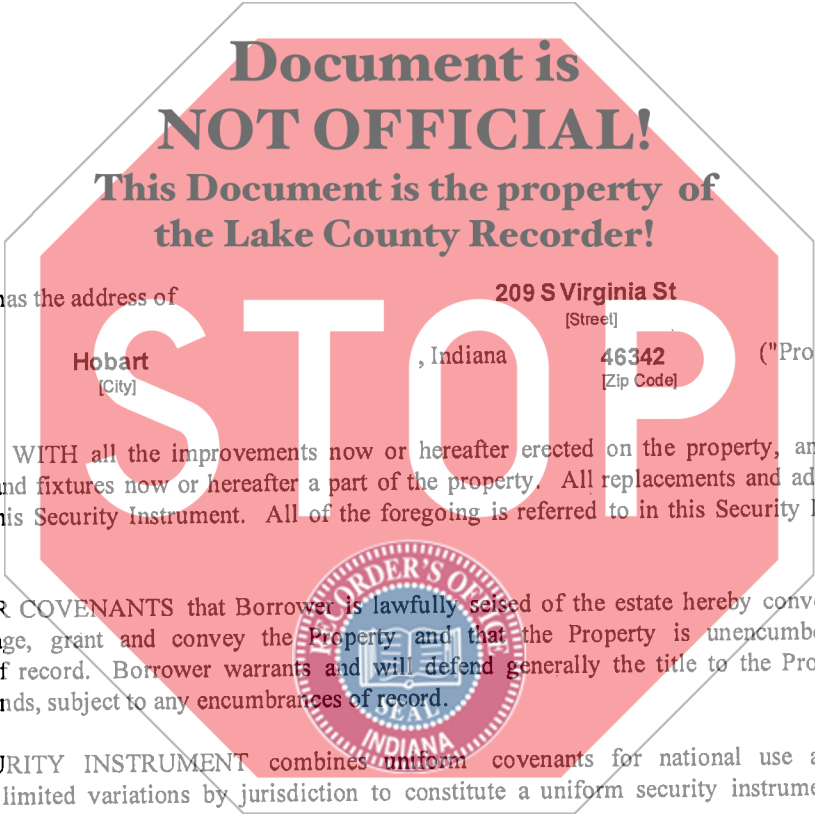 Document is
NOT OFFICIAL!
This Document is the property of
the Lake County Recorder!
has the address of 209 S Virginia St
[Street]
Hobart , Indiana 46342 ("Pro
[City] [Zip Code]
STOP
WITH all the improvements now or hereafter erected on the property, an
nd fixtures now or hereafter a part of the property. All replacements and ad
his Security Instrument. All of the foregoing is referred to in this Security I
R COVENANTS that Borrower is lawfully seised of the estate hereby conve
ge, grant and convey the Property and that the Property is unencumbe
f record. Borrower warrants and will defend generally the title to the Pro
nds, subject to any encumbrances of record.
RECORDER'S OFFICE
SEAL
INDIANA
URITY INSTRUMENT combines uniform covenants for national use a
limited variations by jurisdiction to constitute a uniform security instrume